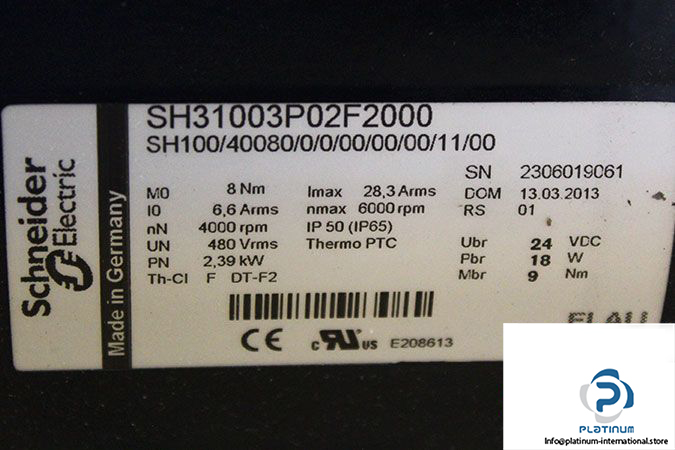 Schneider Electric
Made in Germany
SH31003P02F2000
SH100/40080/0/0/00/00/00/11/00
SN 2306019061
M0 8 Nm Imax 28,3 Arms DOM 13.03.2013
I0 6,6 Arms nmax 6000 rpm RS 01
nN 4000 rpm IP 50 (IP65)
UN 480 Vrms Thermo PTC Ubr 24 VDC
PN 2,39 kW Pbr 18 W
Th-Cl F DT-F2 Mbr 9 Nm
CE c RU US E208613
ELAU
PLATINUM
Info@platinum-international.store